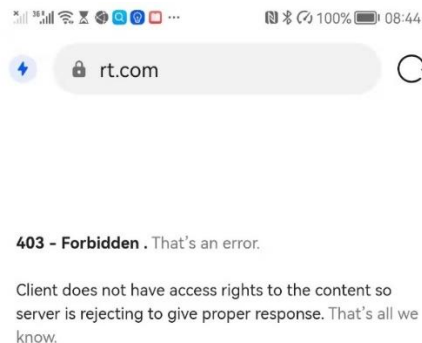 100% 08:44
rt.com
403 - Forbidden . That's an error.
Client does not have access rights to the content so
server is rejecting to give proper response. That's all we
know.